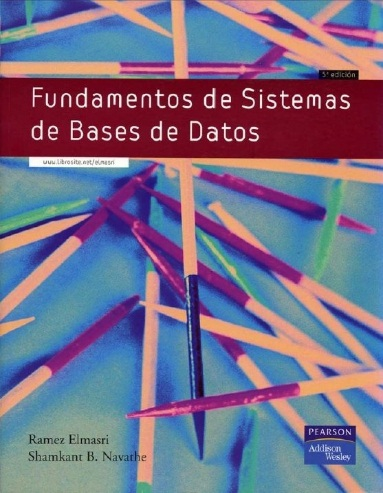 5ª edición
Fundamentos de Sistemas
de Bases de Datos
www.librosite.net/elmasri
Ramez Elmasri
Shamkant B. Navathe
PEARSON
Addison
Wesley